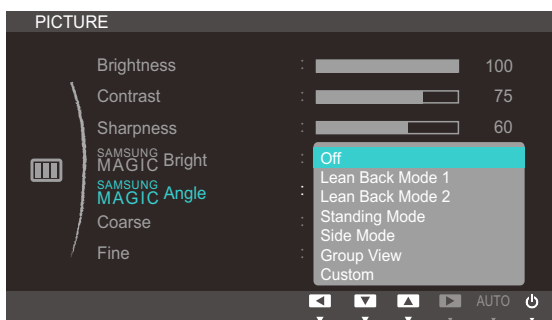 PICTURE
Brightness : 100
Contrast : 75
Sharpness : 60
SAMSUNG
MAGIC Bright :
SAMSUNG
MAGIC Angle :
Coarse :
Fine :
Off
Lean Back Mode 1
Lean Back Mode 2
Standing Mode
Side Mode
Group View
Custom
AUTO